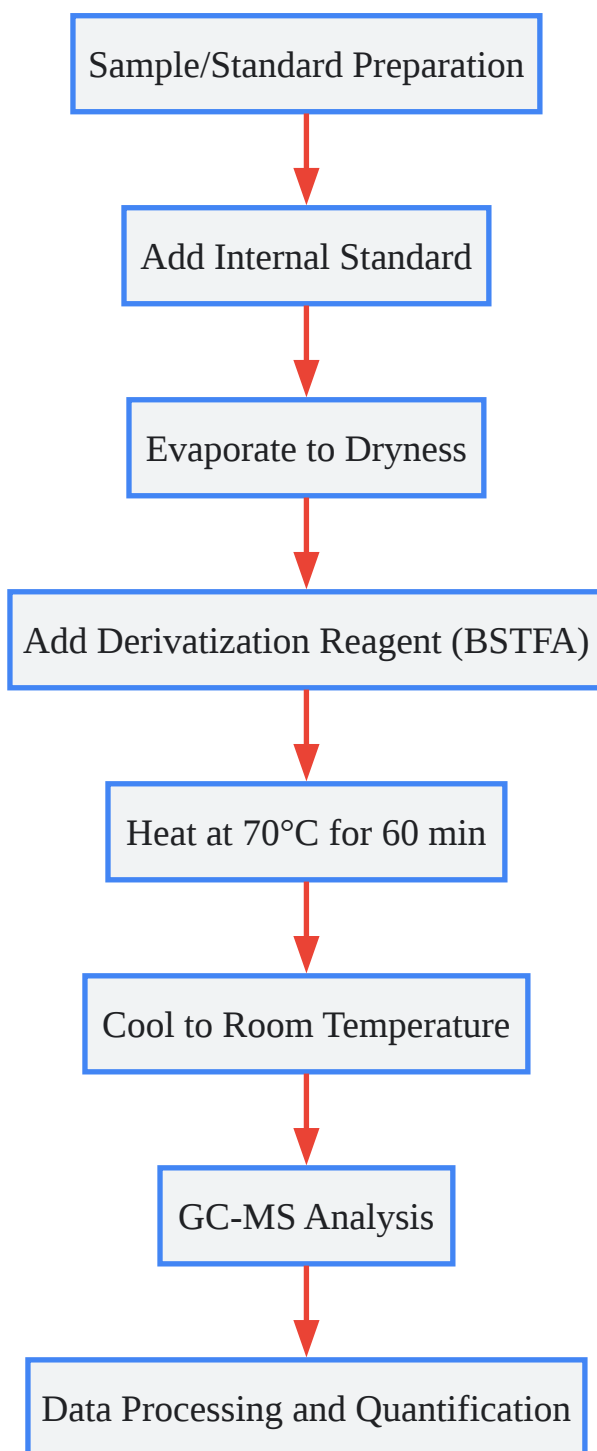 Sample/Standard Preparation
Add Internal Standard
Evaporate to Dryness
Add Derivatization Reagent (BSTFA)
Heat at 70°C for 60 min
Cool to Room Temperature
GC-MS Analysis
Data Processing and Quantification